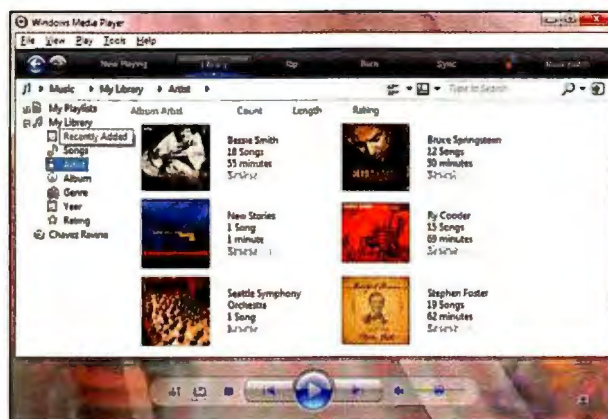 Windows Media Player
File View Play Tools Help
Now Playing Library Rip Burn Sync
Music My Library Artist Type to Search
My Playlists
My Library
Recently Added
Songs
Artist
Album
Genre
Year
Rating
Chavez Ravine
Album Artist Count Length Rating
Bessie Smith
18 Songs
55 minutes
Bruce Springsteen
12 Songs
50 minutes
New Stories
1 Song
1 minute
Ry Cooder
15 Songs
69 minutes
Seattle Symphony
Orchestra
1 Song
Stephen Foster
19 Songs
62 minutes